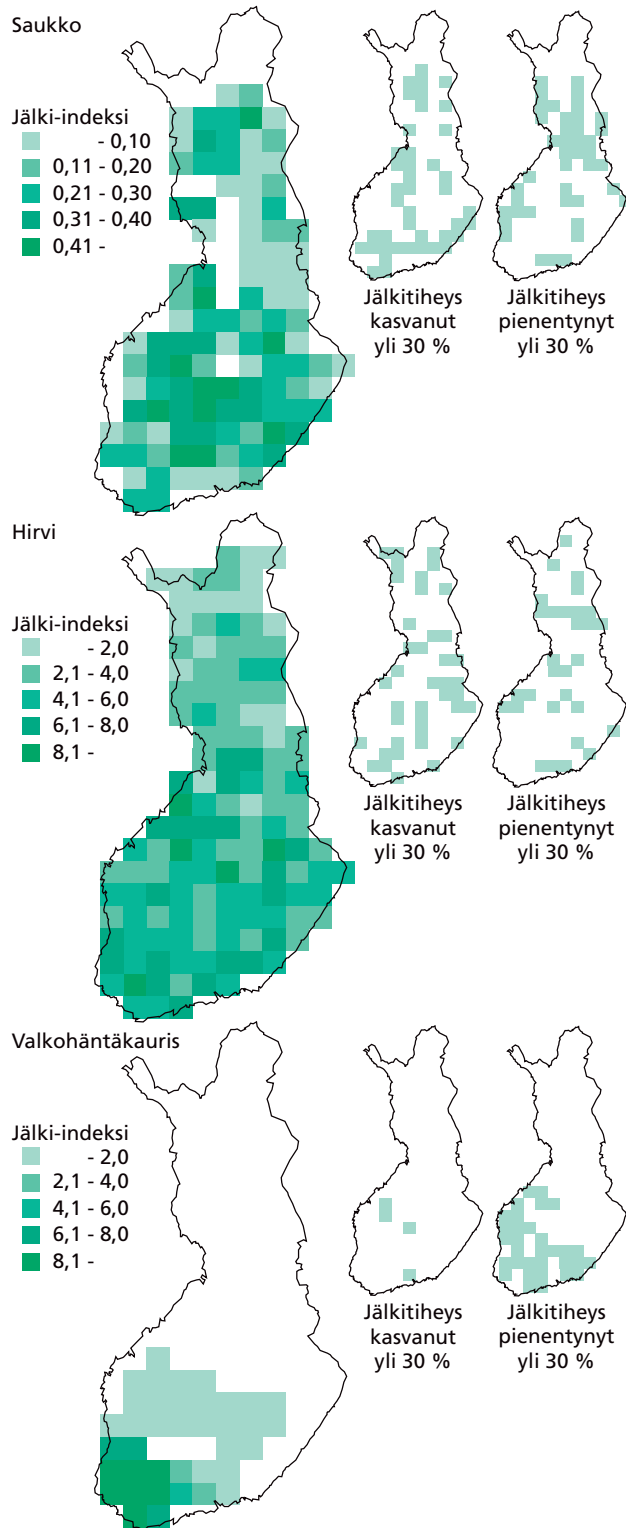 Saukko
Jälki-indeksi
- 0,10
0,11 - 0,20
0,21 - 0,30
0,31 - 0,40
0,41 -
Jälkitiheys
kasvanut
yli 30 %
Jälkitiheys
pienentynyt
yli 30 %
Hirvi
Jälki-indeksi
- 2,0
2,1 - 4,0
4,1 - 6,0
6,1 - 8,0
8,1 -
Jälkitiheys
kasvanut
yli 30 %
Jälkitiheys
pienentynyt
yli 30 %
Valkohäntäkauris
Jälki-indeksi
- 2,0
2,1 - 4,0
4,1 - 6,0
6,1 - 8,0
8,1 -
Jälkitiheys
kasvanut
yli 30 %
Jälkitiheys
pienentynyt
yli 30 %